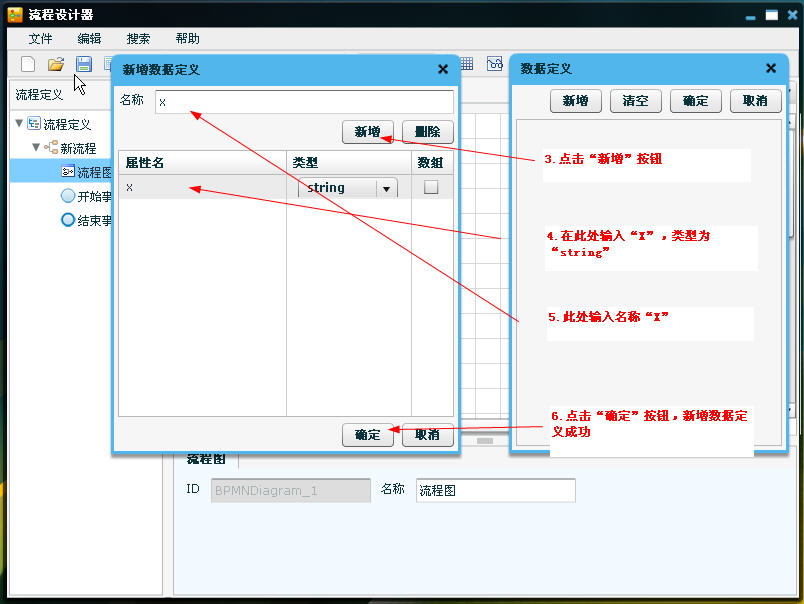 流程设计器
文件 编辑 搜索 帮助
流程定义
流程定义
新流程
流程图
开始事
结束事
新增数据定义
名称 x
新增 删除
属性名 类型 数组
x string
确定 取消
数据定义
新增 清空 确定 取消
3.点击“新增”按钮
4.在此处输入“X”,类型为
“string”
5.此处输入名称“X”
6.点击“确定”按钮,新增数据定
义成功
流程图
ID BPMNDiagram_1 名称 流程图